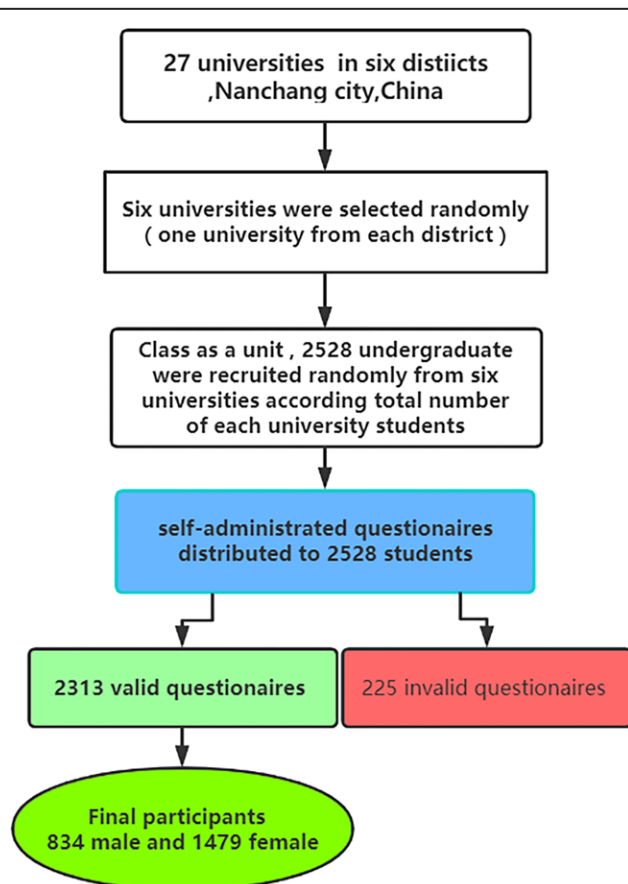 27 universities in six distiicts
,Nanchang city,China
Six universities were selected randomly
( one university from each district )
Class as a unit , 2528 undergraduate
were recruited randomly from six
universities according total number
of each university students
self-administrated questionaires
distributed to 2528 students
2313 valid questionaires
225 invalid questionaires
Final participants
834 male and 1479 female